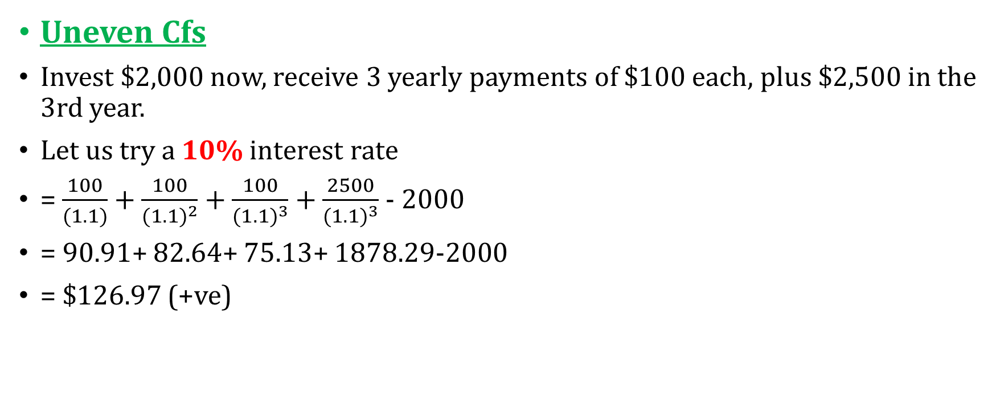 • Uneven Cfs
• Invest $2,000 now, receive 3 yearly payments of $100 each, plus $2,500 in the
3rd year.
• Let us try a 10% interest rate
• = \frac{100}{(1.1)} + \frac{100}{(1.1)^2} + \frac{100}{(1.1)^3} + \frac{2500}{(1.1)^3} - 2000
• = 90.91+ 82.64+ 75.13+ 1878.29-2000
• = $126.97 (+ve)